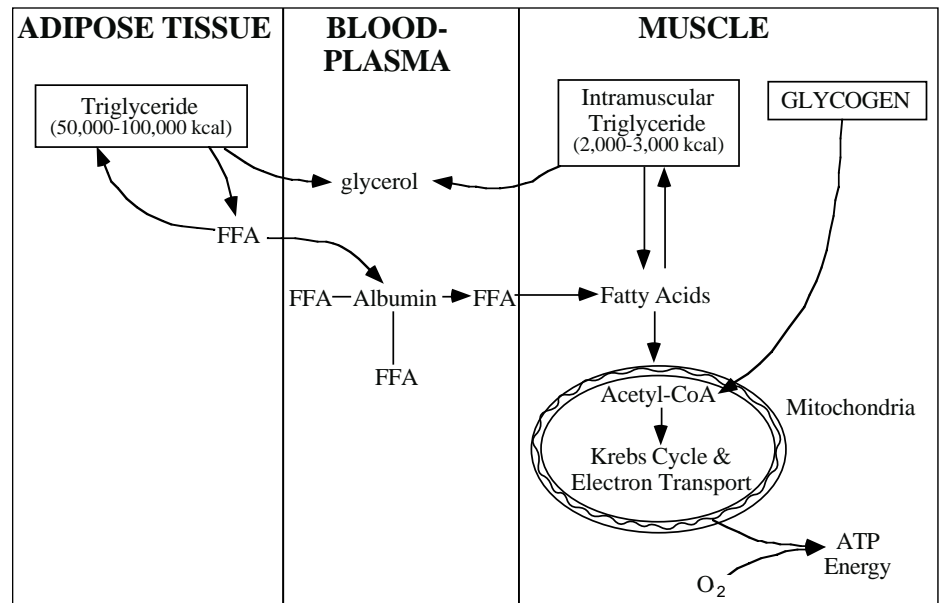 ADIPOSE TISSUE
BLOOD-
PLASMA
MUSCLE
Triglyceride
(50,000-100,000 kcal)
Intramuscular
Triglyceride
(2,000-3,000 kcal)
GLYCOGEN
glycerol
FFA
FFA
Albumin
FFA
Fatty Acids
FFA
Acetyl-CoA
Mitochondria
Krebs Cycle &
Electron Transport
ATP
Energy
O2